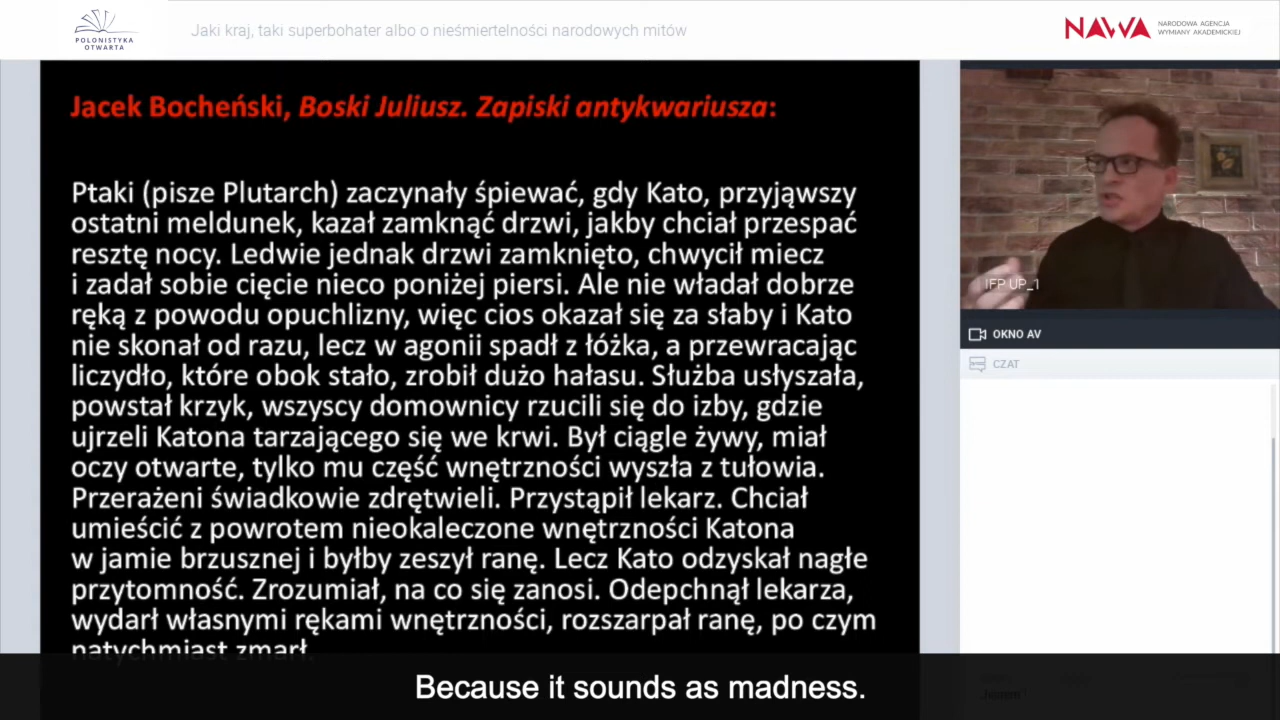 POLONISTYKA
OTWARTA
Jaki kraj, taki superbohater albo o nieśmiertelności narodowych mitów
NAWA
NARODOWA AGENCJA
WYMIANY AKADEMICKIEJ
Jacek Bocheński, Boski Juliusz. Zapiski antykwariusza:
Ptaki (pisze Plutarch) zaczynały śpiewać, gdy Kato, przyjąwszy
ostatni meldunek, kazał zamknąć drzwi, jakby chciał przespać
resztę nocy. Ledwie jednak drzwi zamknięto, chwycił miecz
i zadał sobie cięcie nieco poniżej piersi. Ale nie władał dobrze
ręką z powodu opuchlizny, więc cios okazał się za słaby i Kato
nie skonał od razu, lecz w agonii spadł z łóżka, a przewracając
liczydło, które obok stało, zrobił dużo hałasu. Służba usłyszała,
powstał krzyk, wszyscy domownicy rzucili się do izby, gdzie
ujrzeli Katona tarzającego się we krwi. Był ciągle żywy, miał
oczy otwarte, tylko mu część wnętrzności wyszła z tułowia.
Przerażeni świadkowie zdrętwieli. Przystąpił lekarz. Chciał
umieścić z powrotem nieokaleczone wnętrzności Katona
w jamie brzusznej i byłby zeszył ranę. Lecz Kato odzyskał nagłe
przytomność. Zrozumiał, na co się zanosi. Odepchnął lekarza,
wydarł własnymi rękami wnętrzności, rozszarpał ranę, po czym
natychmiast zmarł.
IFP UP_1
OKNO AV
CZAT
Because it sounds as madness.